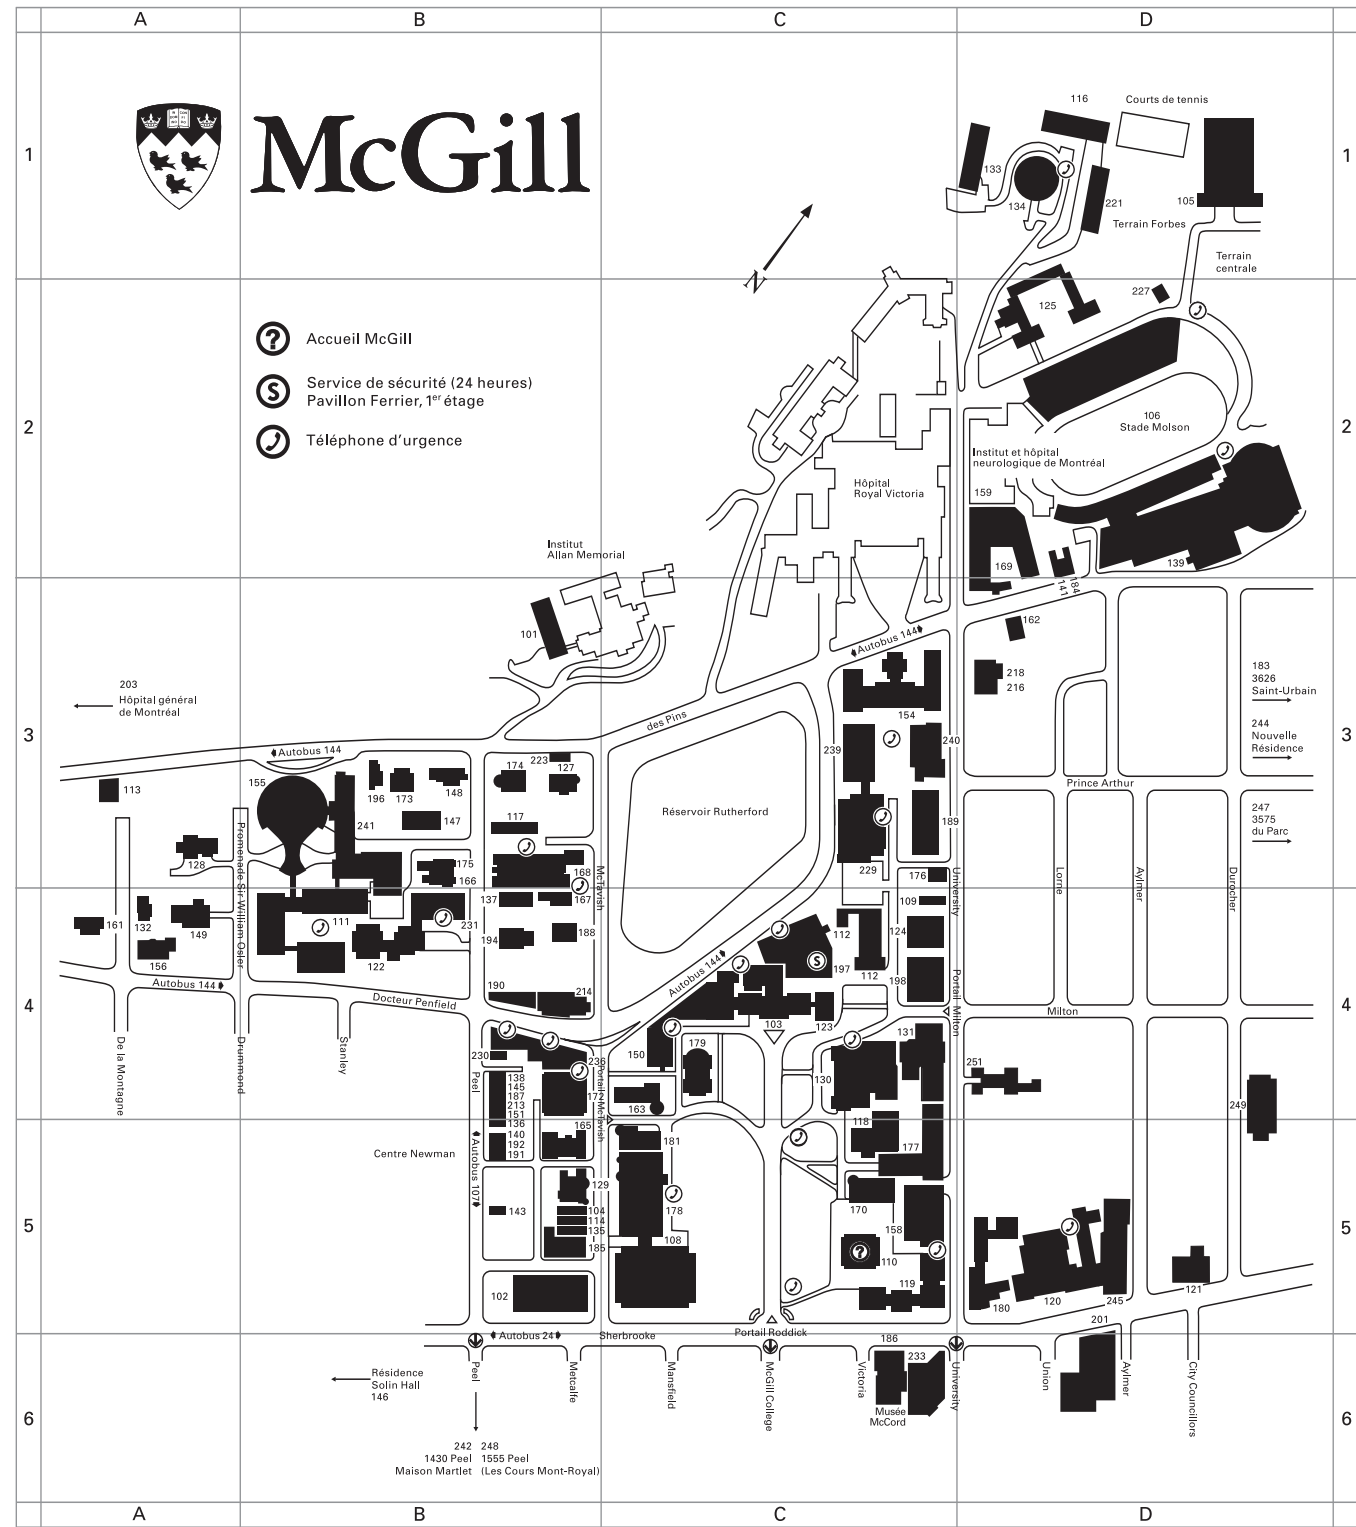 A B C D
1 1
McGill
116
Courts de tennis
133
134
221
105
Terrain Forbes
Terrain
centrale
N
227
125
? Accueil McGill
S Service de sécurité (24 heures)
Pavillon Ferrier, 1er étage
Téléphone d'urgence
2 2
106
Stade Molson
Institut et hôpital
neurologique de Montréal
Hôpital
Royal Victoria
159
Institut
Allan Memorial
169
139
141
184
101
162
Autobus 144
218
216
183
3626
Saint-Urbain
203
Hôpital général
de Montréal
des Pins
154
244
Nouvelle
Résidence
3 3
Autobus 144
239
240
223
174
127
155
196
173
148
113
Prince Arthur
Réservoir Rutherford
117
147
241
189
247
3575
du Parc
Promenade Sir William Osler
128
175
166
168
McTavish
229
176
University
Lorne
Aylmer
Durocher
137
167
109
161
132
149
111
231
112
124
156
122
194
188
S
197
112
198
Autobus 144
Autobus 144
190
214
Docteur Penfield
Portail Milton
Milton
4 4
103
123
131
De la Montagne
Drummond
Stanley
230
Peel
236
150
179
130
251
Portail McTavish
138
145
187
213
151
136
172
163
249
118
165
140
192
191
181
177
Centre Newman
Autobus 107
129
143
104
114
135
185
178
108
170
158
5 5
?
110
102
119
180
120
245
121
201
Autobus 24
Sherbrooke
Portail Roddick
186
233
Résidence
Solin Hall
146
Peel
Metcalfe
Mansfield
McGill College
Victoria
University
Union
Aylmer
City Councillors
Musée
McCord
6 6
242 248
1430 Peel 1555 Peel
Maison Martlet (Les Cours Mont-Royal)
A B C D